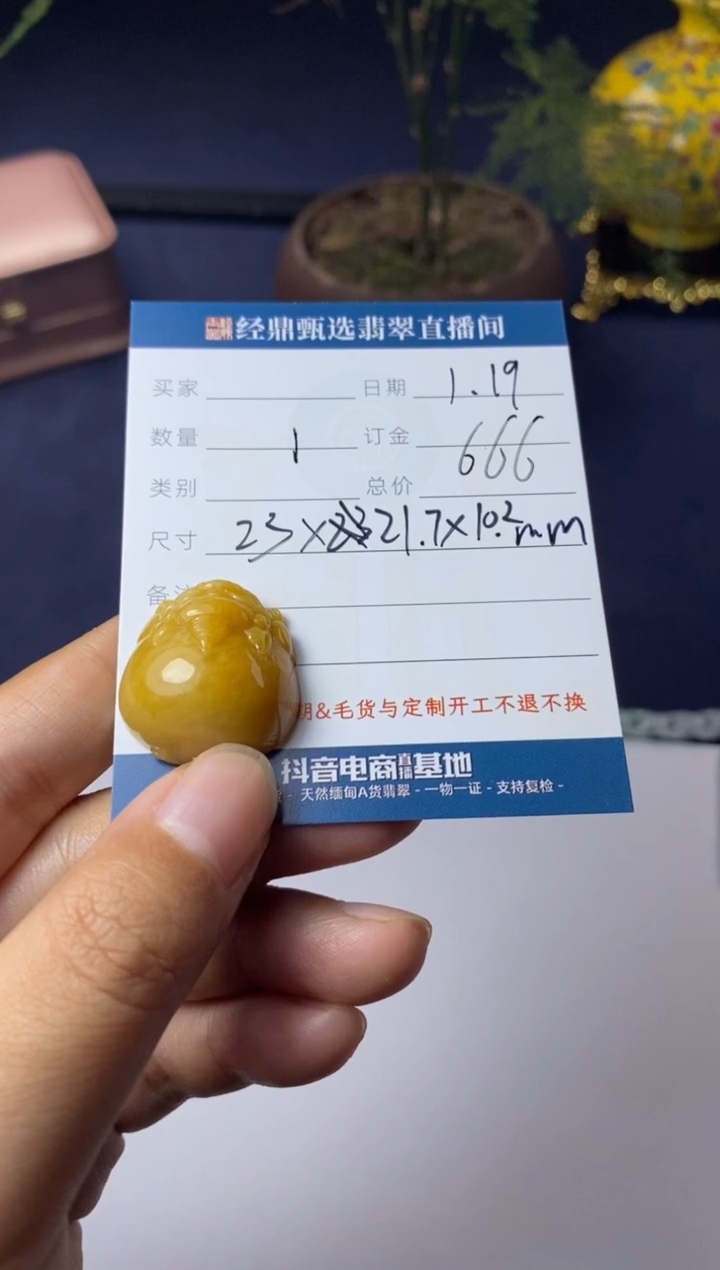 经鼎甄选翡翠直播间
买家 日期 1.19
数量 1 订金 666
类别 总价
尺寸 23×21.7×10.2mm
备注
期&毛货与定制开工不退不换
抖音电商直播基地
- 天然缅甸A货翡翠 - 一物一证 - 支持复检 -